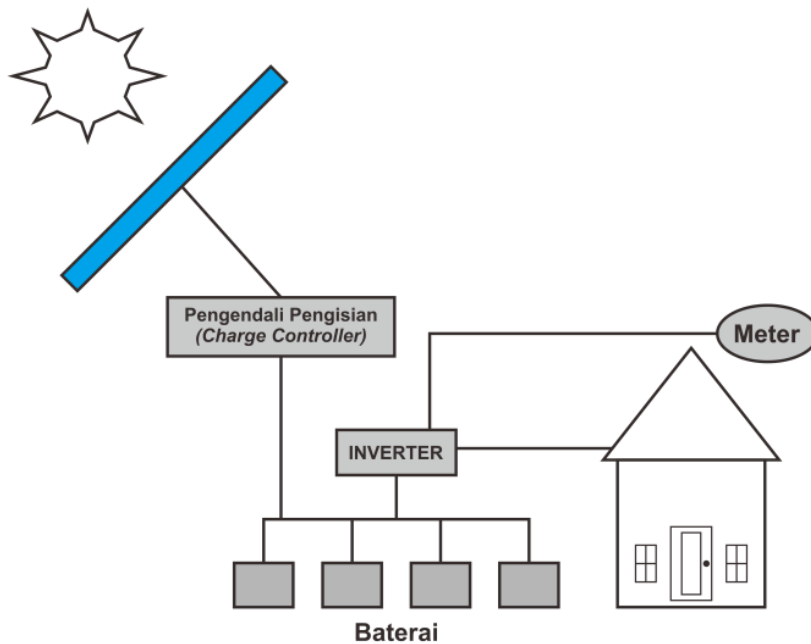 Pengendali Pengisian
(Charge Controller)
Meter
INVERTER
Baterai